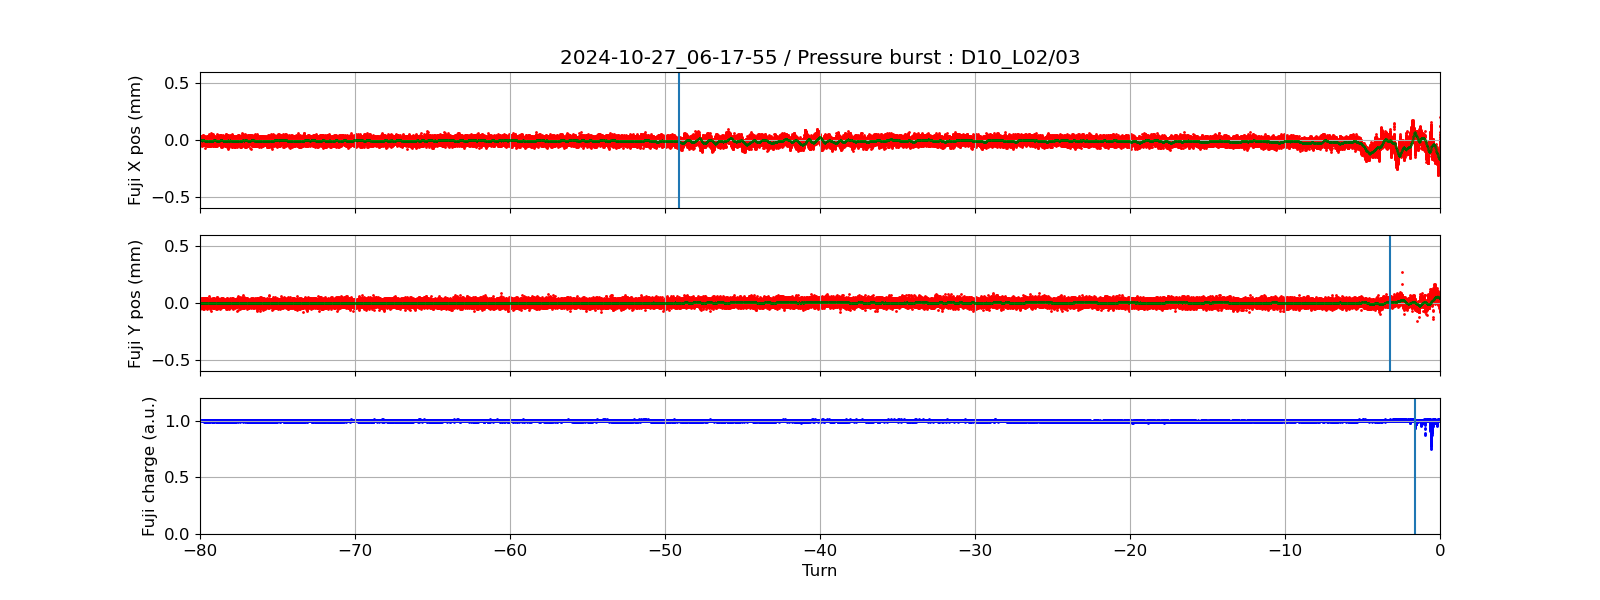 2024-10-27_06-17-55 / Pressure burst : D10_L02/03
Fuji X pos (mm)
0.5
0.0
−0.5
Fuji Y pos (mm)
0.5
0.0
−0.5
Fuji charge (a.u.)
1.0
0.5
0.0
−80 −70 −60 −50 −40 −30 −20 −10 0
Turn